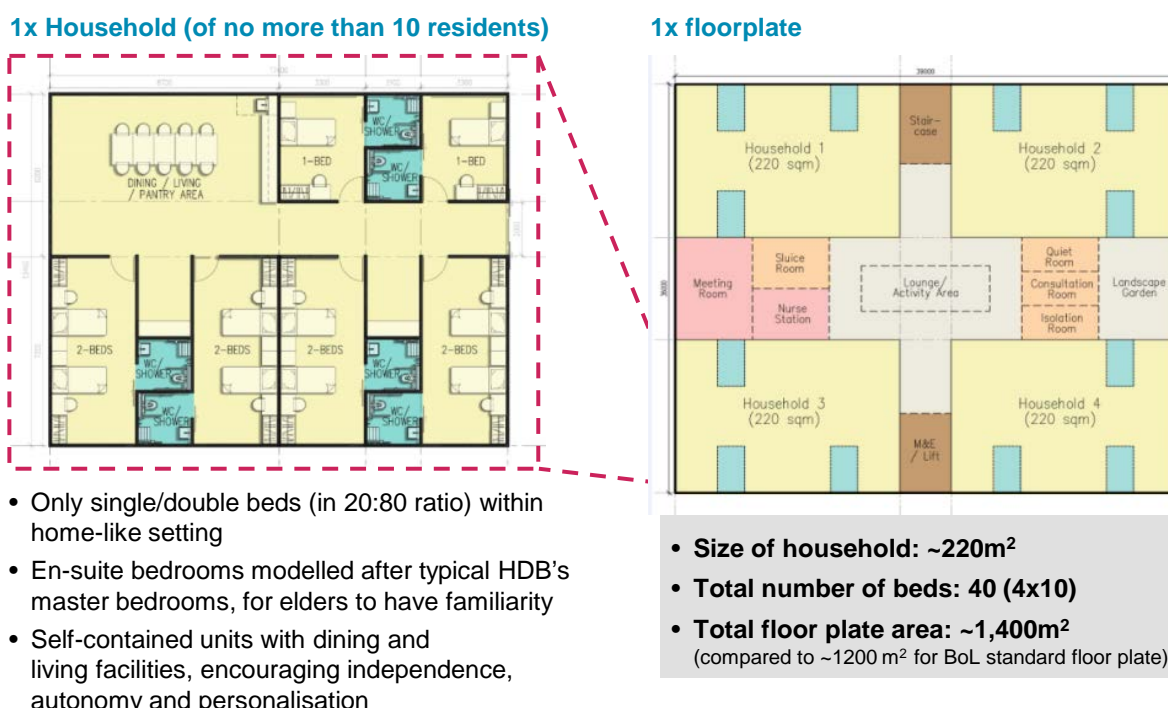 1x Household (of no more than 10 residents)
1x floorplate
DINING / LIVING
/ PANTRY AREA
1-BED
WC/
SHOWER
WC/
SHOWER
1-BED
2-BEDS
WC/
SHOWER
WC/
SHOWER
2-BEDS
2-BEDS
WC/
SHOWER
WC/
SHOWER
2-BEDS
39000
36000
Household 1
(220 sqm)
Stair-
case
Household 2
(220 sqm)
Meeting
Room
Sluice
Room
Nurse
Station
Lounge/
Activity Area
Quiet
Room
Consultation
Room
Isolation
Room
Landscape
Garden
Household 3
(220 sqm)
M&E
/ Lift
Household 4
(220 sqm)
• Only single/double beds (in 20:80 ratio) within
home-like setting
• En-suite bedrooms modelled after typical HDB's
master bedrooms, for elders to have familiarity
• Self-contained units with dining and
living facilities, encouraging independence,
autonomy and personalisation
• Size of household: ~220m²
• Total number of beds: 40 (4x10)
• Total floor plate area: ~1,400m²
(compared to ~1200 m² for BoL standard floor plate)